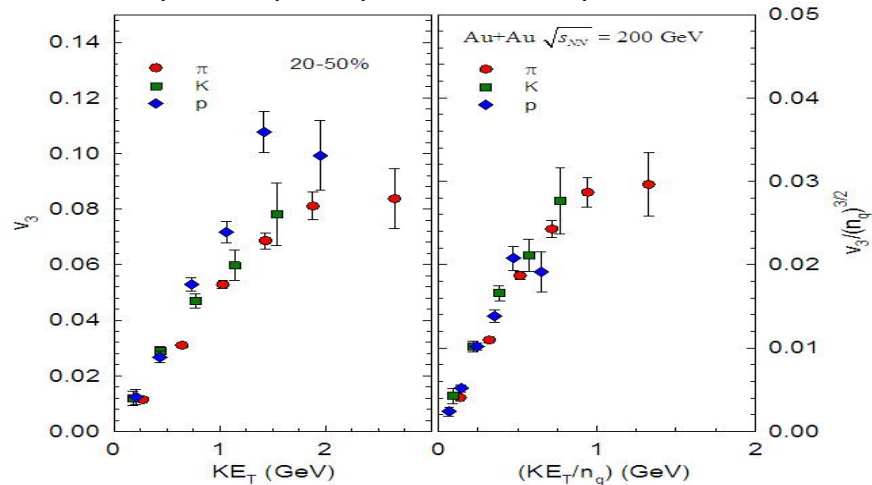 0.14
0.12
0.10
0.08
0.06
0.04
0.02
0.00
v₃
π
K
p
20-50%
0
1
2
KE_T (GeV)
Au+Au √s_NN = 200 GeV
π
K
p
0.05
0.04
0.03
0.02
0.01
0.00
v₃/(n_q)^3/2
0
1
2
(KE_T/n_q) (GeV)